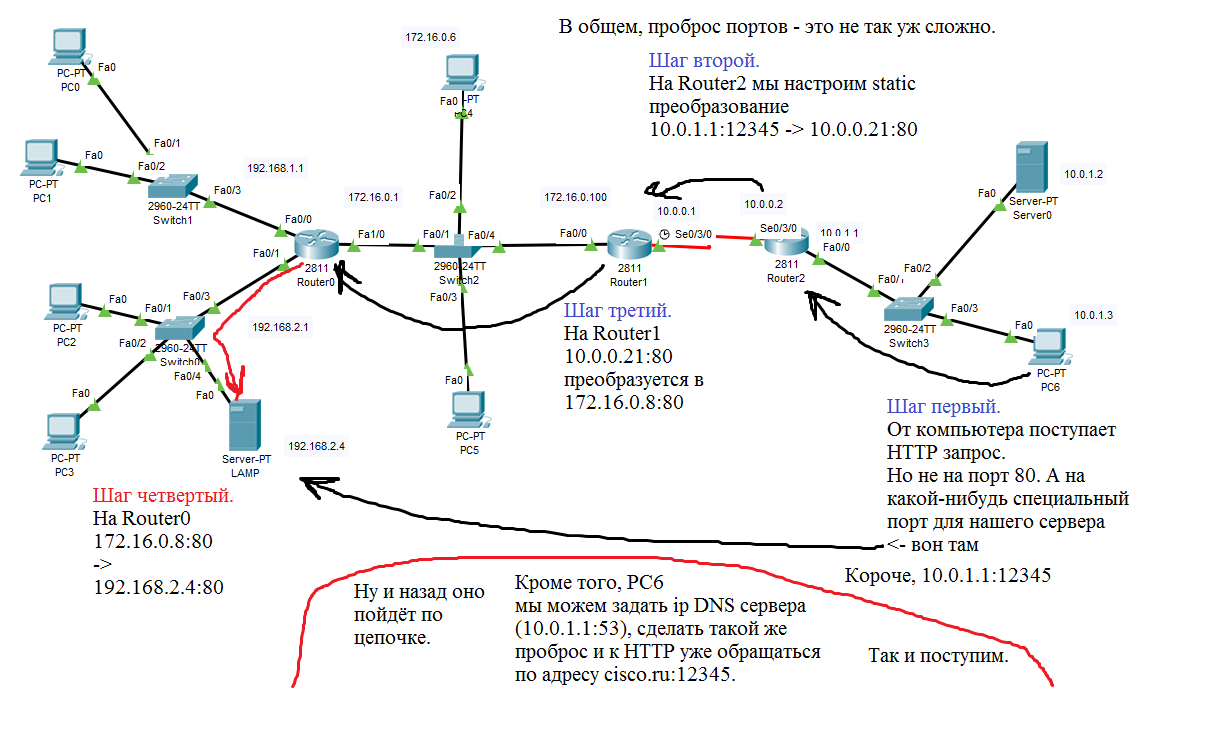 В общем, проброс портов - это не так уж сложно.
172.16.0.6
Шаг второй.
На Router2 мы настроим static
преобразование
10.0.1.1:12345 -> 10.0.0.21:80
Fa0
PC-PT
PC0
Fa0/1
Fa0
PC-PT
PC1
Fa0/2
2960-24TT
Switch1
Fa0/3
192.168.1.1
Fa0
-PT
PC4
Fa0/2
172.16.0.1
Fa0/0
Fa1/0
Fa0/1
2811
Router0
Fa0/1
Fa0/4
2960-24TT
Switch2
Fa0/3
172.16.0.100
Fa0/0
2811
Router1
10.0.0.1
Se0/3/0
10.0.0.2
Se0/3/0
10.0.1.1
Fa0/0
2811
Router2
Fa0
Server-PT
Server0
10.0.1.2
Fa0/2
Fa0/1
2960-24TT
Switch3
Fa0/3
Fa0
10.0.1.3
PC-PT
PC6
Fa0
PC-PT
PC2
Fa0/1
Fa0/3
2960-24TT
Switch0
Fa0/2
Fa0/4
192.168.2.1
Fa0
PC-PT
PC3
Fa0
Server-PT
LAMP
192.168.2.4
Fa0
PC-PT
PC5
Шаг третий.
На Router1
10.0.0.21:80
преобразуется в
172.16.0.8:80
Шаг первый.
От компьютера поступает
HTTP запрос.
Но не на порт 80. А на
какой-нибудь специальный
порт для нашего сервера
<- вон там
Короче, 10.0.1.1:12345
Шаг четвертый.
На Router0
172.16.0.8:80
->
192.168.2.4:80
Ну и назад оно
пойдёт по
цепочке.
Кроме того, PC6
мы можем задать ip DNS сервера
(10.0.1.1:53), сделать такой же
проброс и к HTTP уже обращаться
по адресу cisco.ru:12345.
Так и поступим.